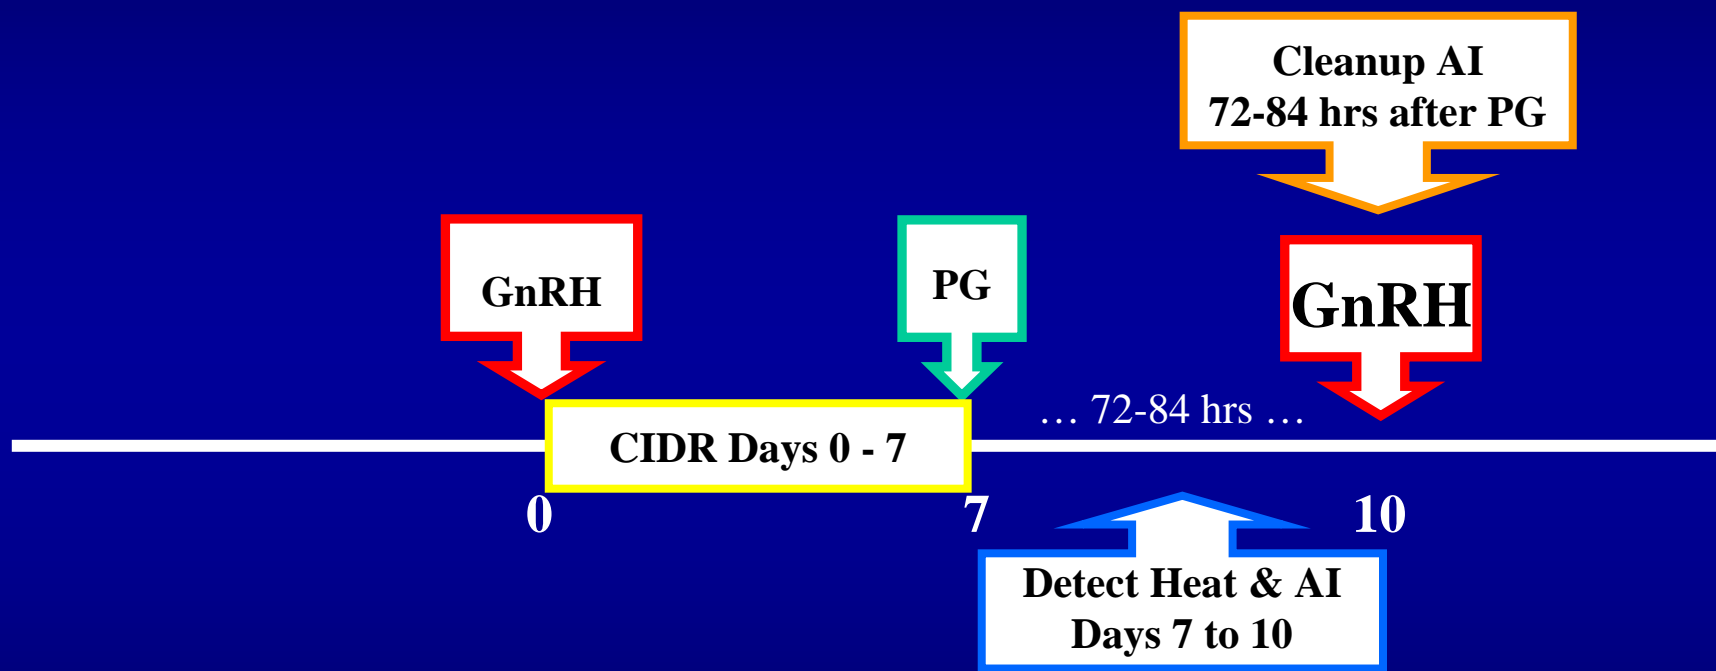 Cleanup AI
72-84 hrs after PG
GnRH
PG
GnRH
… 72-84 hrs …
CIDR Days 0 - 7
0
7
10
Detect Heat & AI
Days 7 to 10